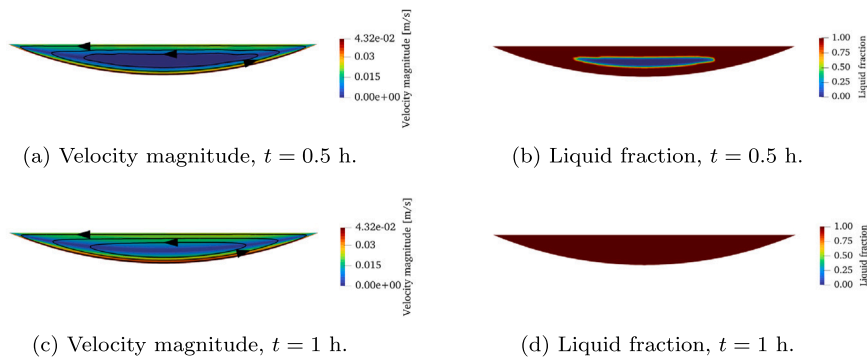 4.32e-02
0.03
0.015
0.00e+00
Velocity magnitude [m/s]
1.00
0.75
0.50
0.25
0.00
Liquid fraction
(a) Velocity magnitude, t = 0.5 h.
(b) Liquid fraction, t = 0.5 h.
4.32e-02
0.03
0.015
0.00e+00
Velocity magnitude [m/s]
1.00
0.75
0.50
0.25
0.00
Liquid fraction
(c) Velocity magnitude, t = 1 h.
(d) Liquid fraction, t = 1 h.